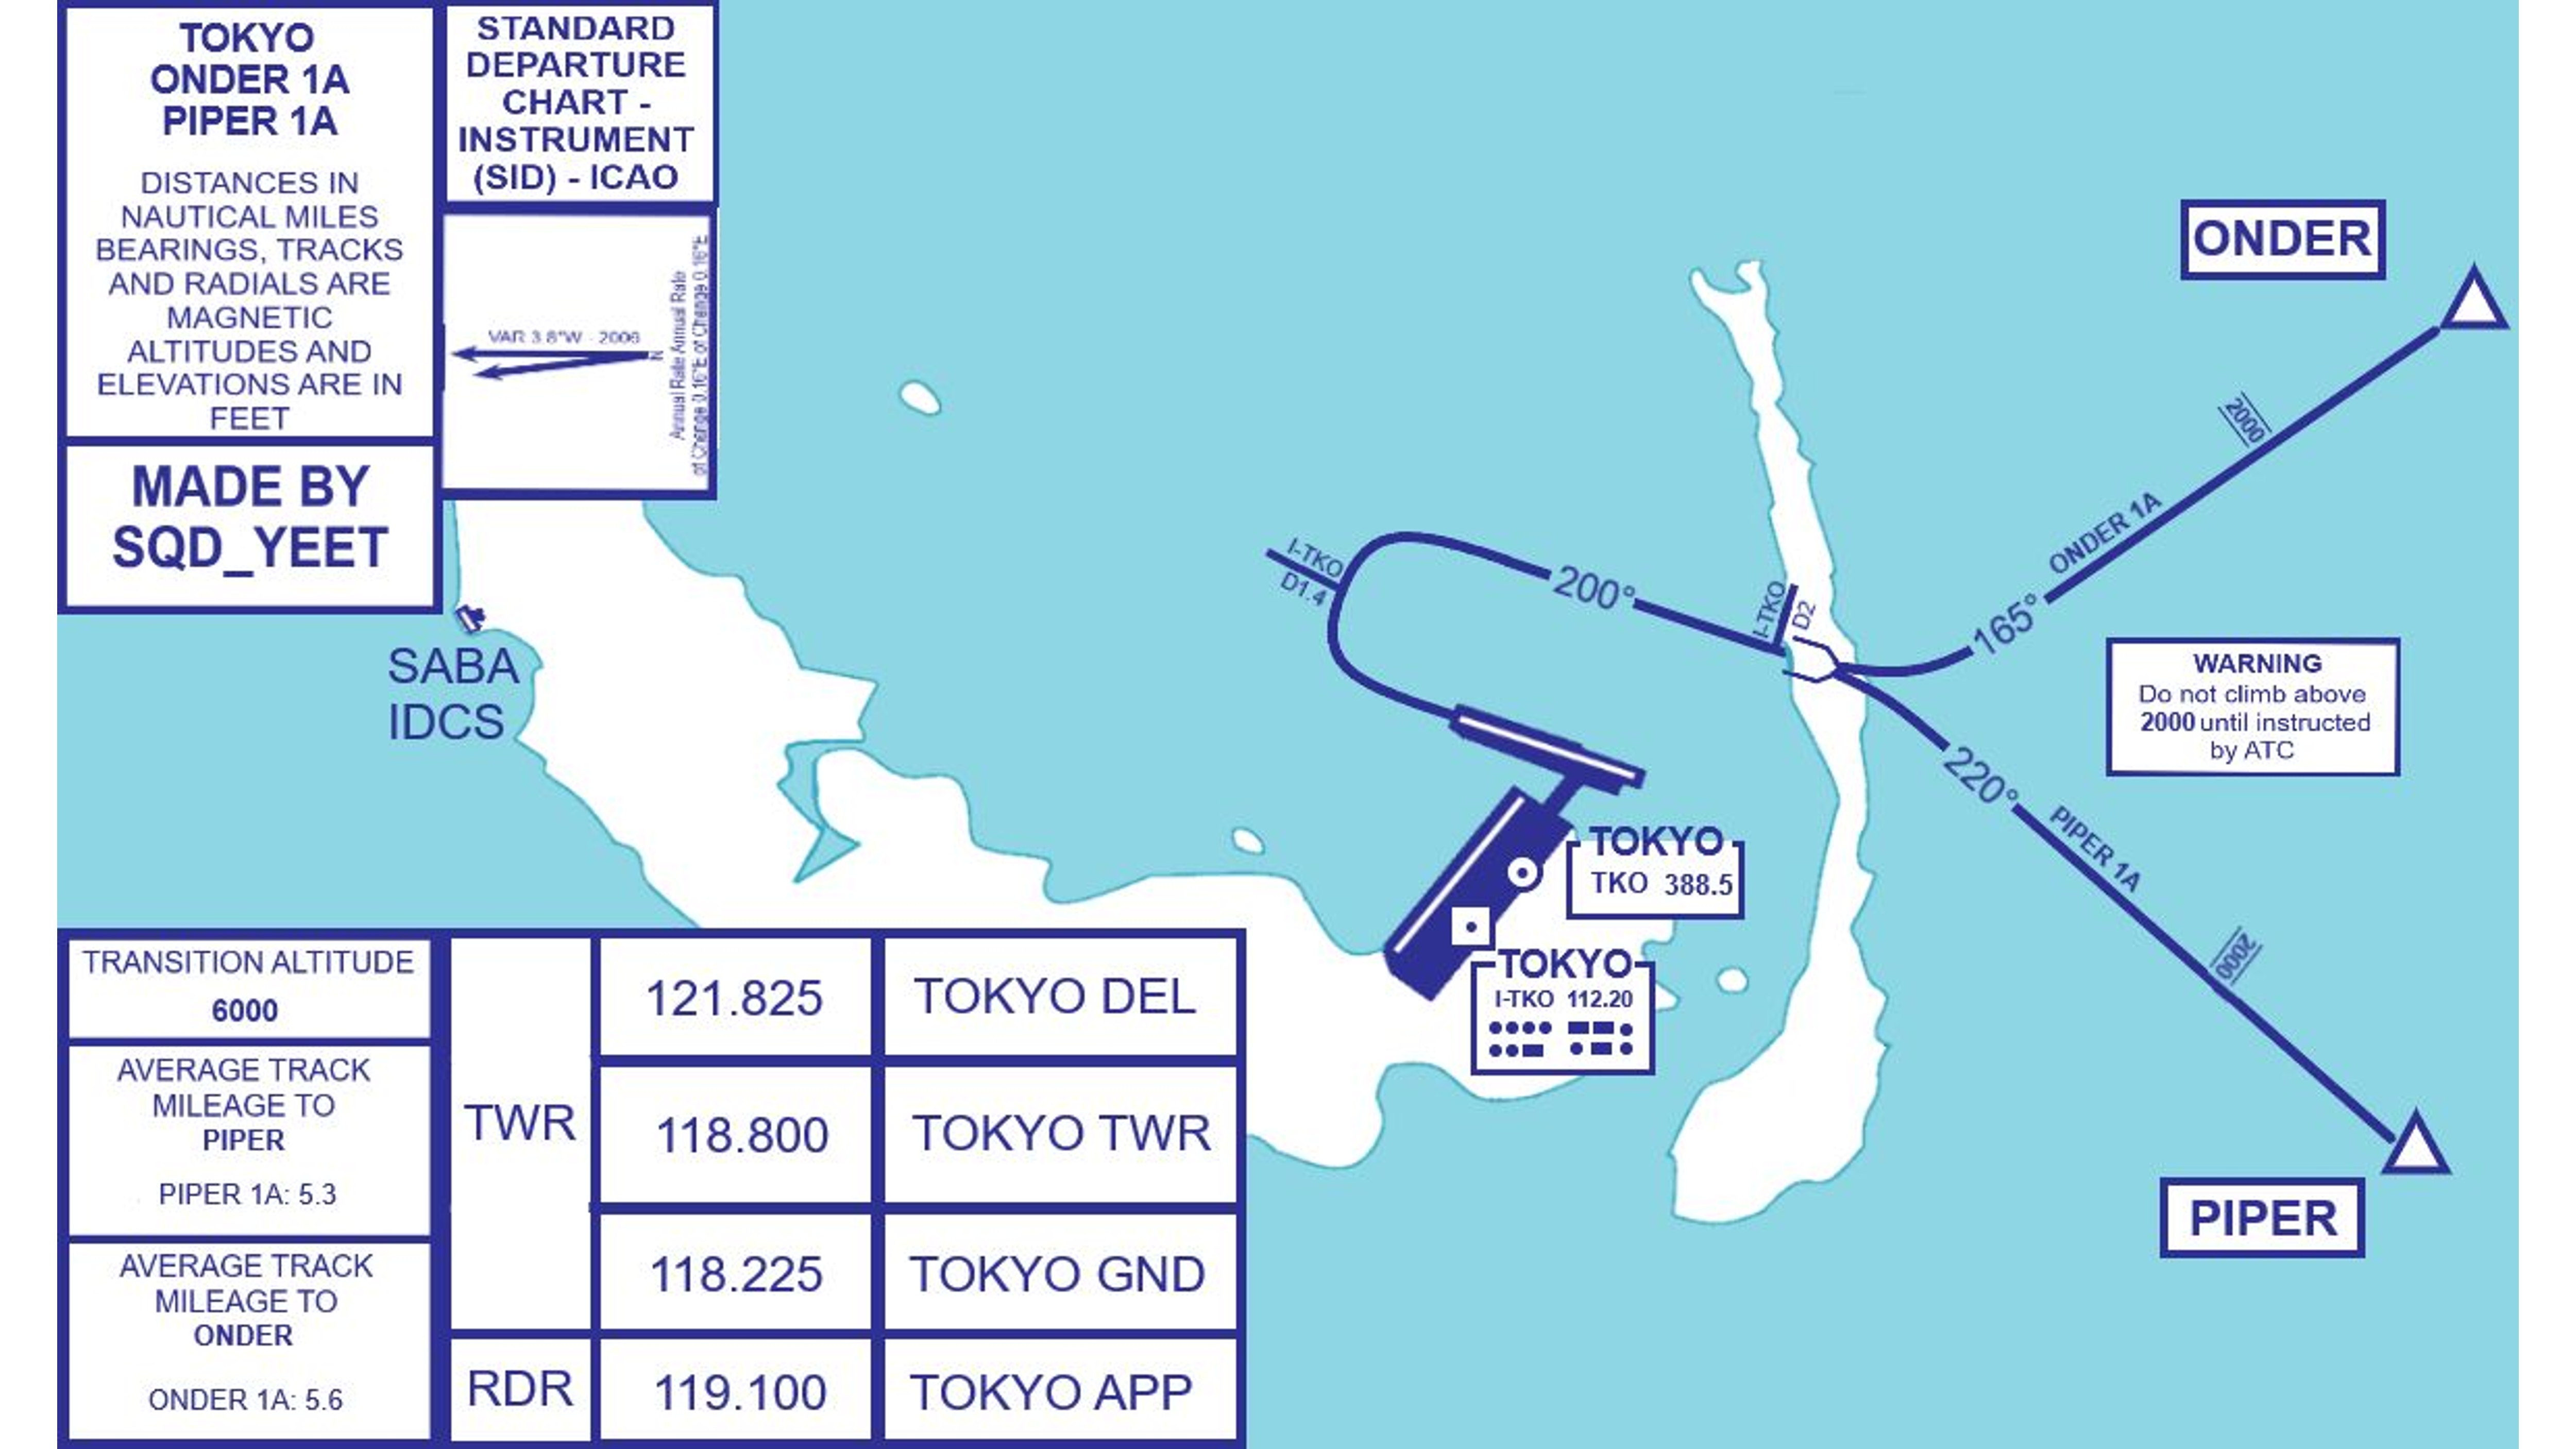 TOKYO
ONDER 1A
PIPER 1A
DISTANCES IN
NAUTICAL MILES
BEARINGS, TRACKS
AND RADIALS ARE
MAGNETIC
ALTITUDES AND
ELEVATIONS ARE IN
FEET
MADE BY
SQD_YEET
STANDARD
DEPARTURE
CHART -
INSTRUMENT
(SID) - ICAO
VAR 3.8°W - 2006
N
Annual Rate Annual Rate
of Change 0.16°E of Change 0.16°E
SABA
IDCS
I-TKO
D1.4
200°
I-TKO
D2
ONDER
2000
ONDER 1A
165°
WARNING
Do not climb above
2000 until instructed
by ATC
220°
PIPER 1A
2000
PIPER
TOKYO
TKO 388.5
TOKYO
I-TKO 112.20
TRANSITION ALTITUDE
6000
AVERAGE TRACK
MILEAGE TO
PIPER
PIPER 1A: 5.3
AVERAGE TRACK
MILEAGE TO
ONDER
ONDER 1A: 5.6
TWR
121.825 TOKYO DEL
118.800 TOKYO TWR
118.225 TOKYO GND
RDR 119.100 TOKYO APP